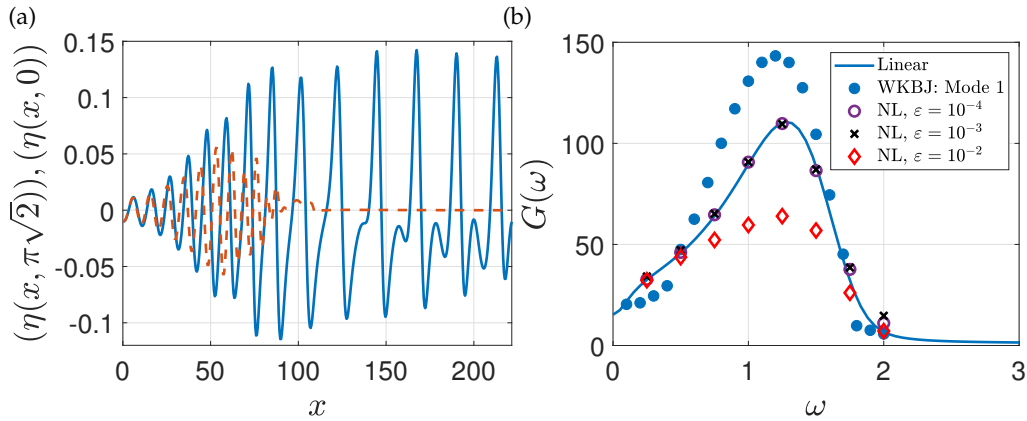 (a)
(η(x, π√2)), (η(x, 0))
0.15
0.1
0.05
0
-0.05
-0.1
0 50 100 150 200
x
(b)
G(ω)
150
100
50
0
0 1 2 3
ω
Linear
WKBJ: Mode 1
NL, ε = 10⁻⁴
NL, ε = 10⁻³
NL, ε = 10⁻²